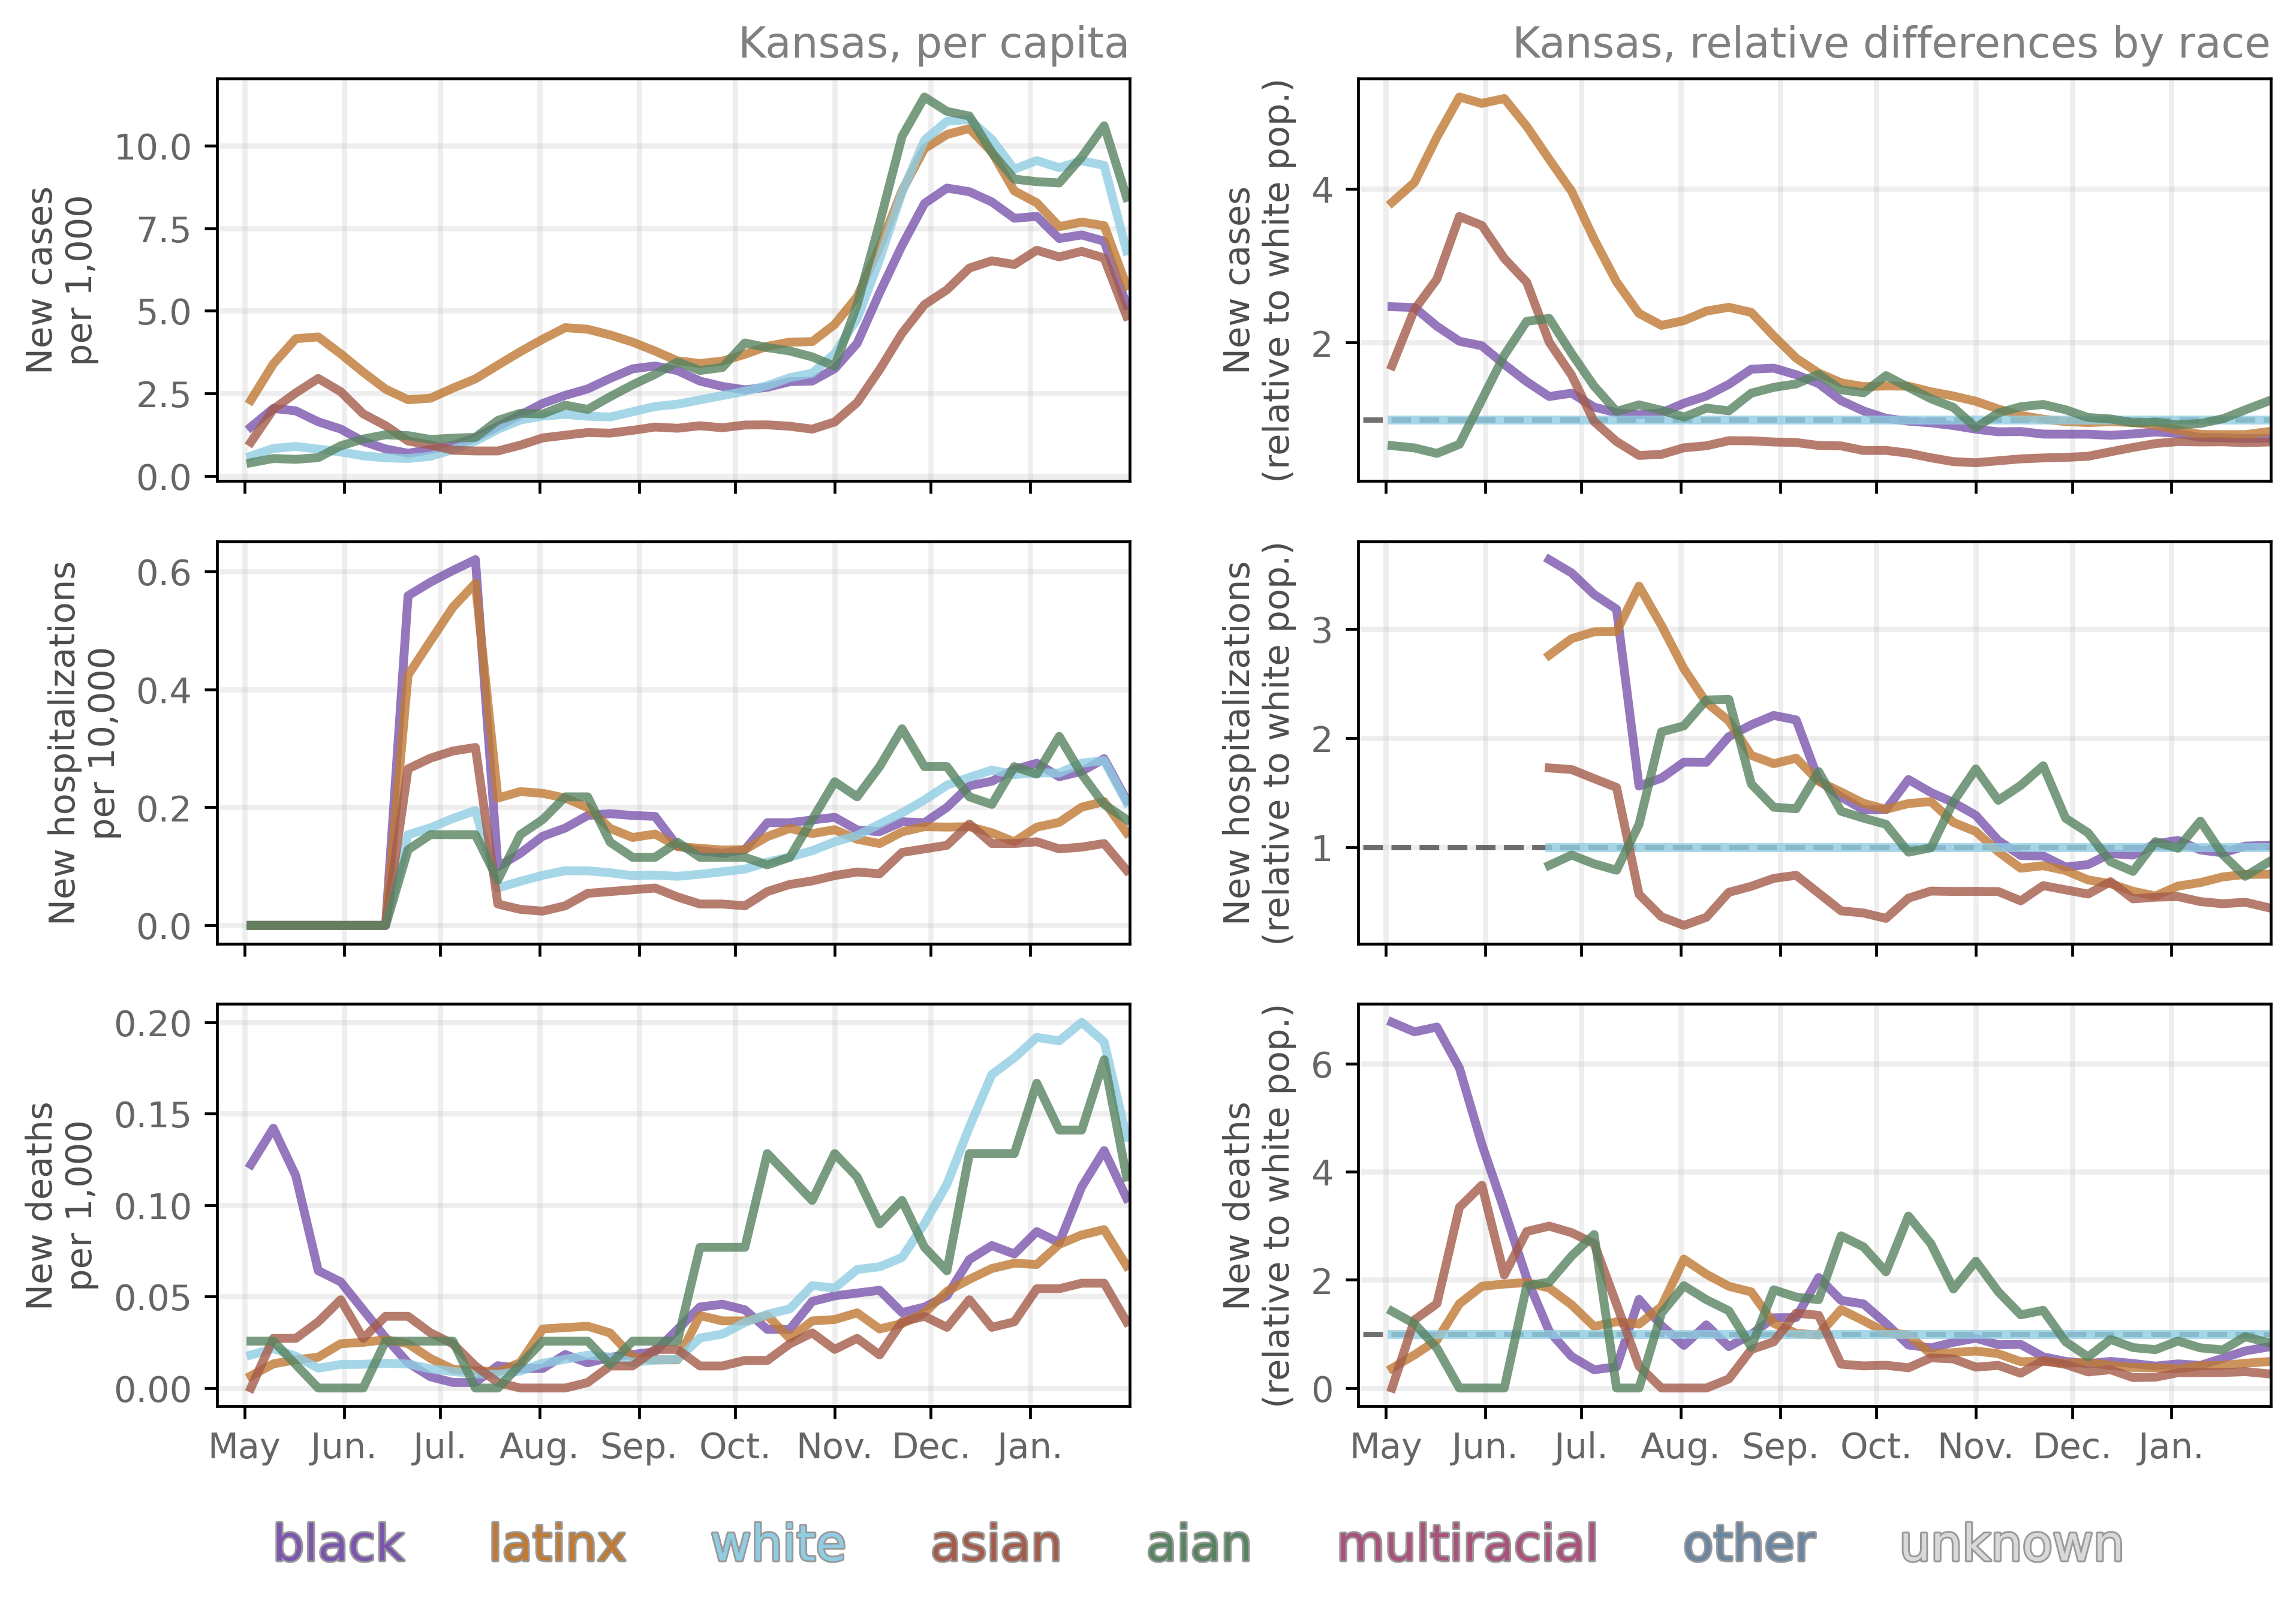 Kansas, per capita
Kansas, relative differences by race
New cases
per 1,000
10.0
7.5
5.0
2.5
0.0
New cases
(relative to white pop.)
4
2
New hospitalizations
per 10,000
0.6
0.4
0.2
0.0
New hospitalizations
(relative to white pop.)
3
2
1
New deaths
per 1,000
0.20
0.15
0.10
0.05
0.00
May Jun. Jul. Aug. Sep. Oct. Nov. Dec. Jan.
New deaths
(relative to white pop.)
6
4
2
0
May Jun. Jul. Aug. Sep. Oct. Nov. Dec. Jan.
black latinx white asian aian multiracial other unknown